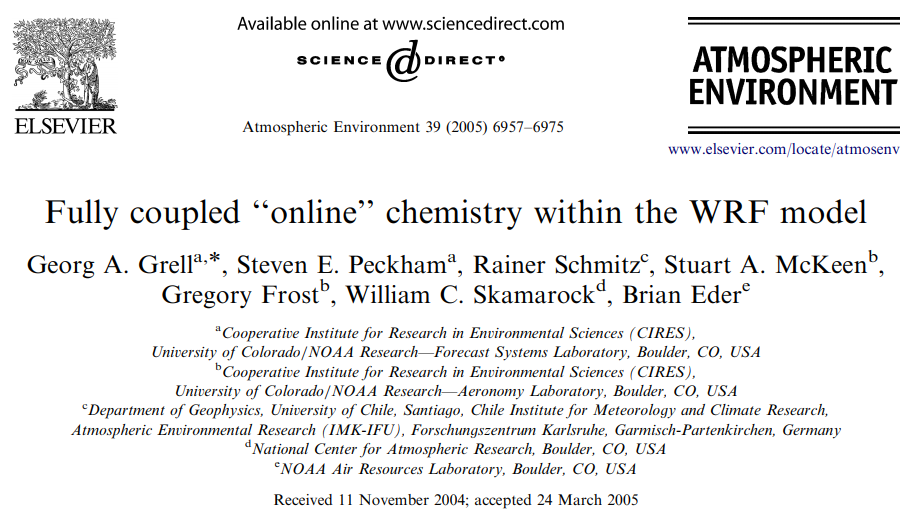 Available online at www.sciencedirect.com
SCIENCE @ DIRECT®
ELSEVIER
ATMOSPHERIC
ENVIRONMENT
Atmospheric Environment 39 (2005) 6957–6975
www.elsevier.com/locate/atmosenv
Fully coupled “online” chemistry within the WRF model
Georg A. Grell^a,*, Steven E. Peckham^a, Rainer Schmitz^c, Stuart A. McKeen^b,
Gregory Frost^b, William C. Skamarock^d, Brian Eder^e
^aCooperative Institute for Research in Environmental Sciences (CIRES),
University of Colorado/NOAA Research—Forecast Systems Laboratory, Boulder, CO, USA
^bCooperative Institute for Research in Environmental Sciences (CIRES),
University of Colorado/NOAA Research—Aeronomy Laboratory, Boulder, CO, USA
^cDepartment of Geophysics, University of Chile, Santiago, Chile Institute for Meteorology and Climate Research,
Atmospheric Environmental Research (IMK-IFU), Forschungszentrum Karlsruhe, Garmisch-Partenkirchen, Germany
^dNational Center for Atmospheric Research, Boulder, CO, USA
^eNOAA Air Resources Laboratory, Boulder, CO, USA
Received 11 November 2004; accepted 24 March 2005